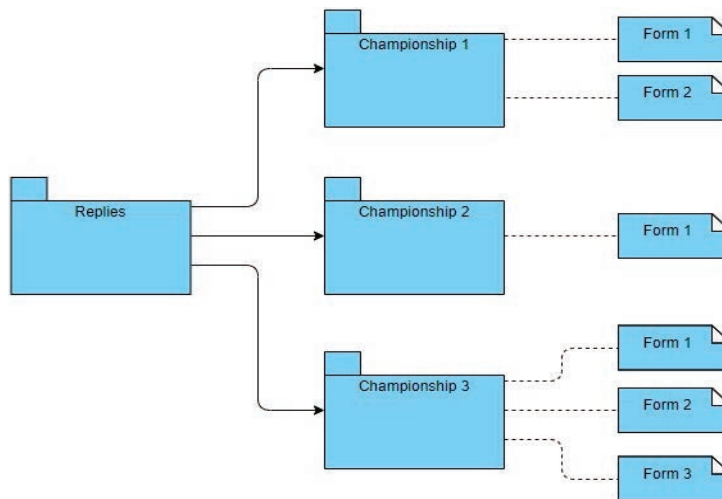 Championship 1
Form 1
Form 2
Replies
Championship 2
Form 1
Championship 3
Form 1
Form 2
Form 3